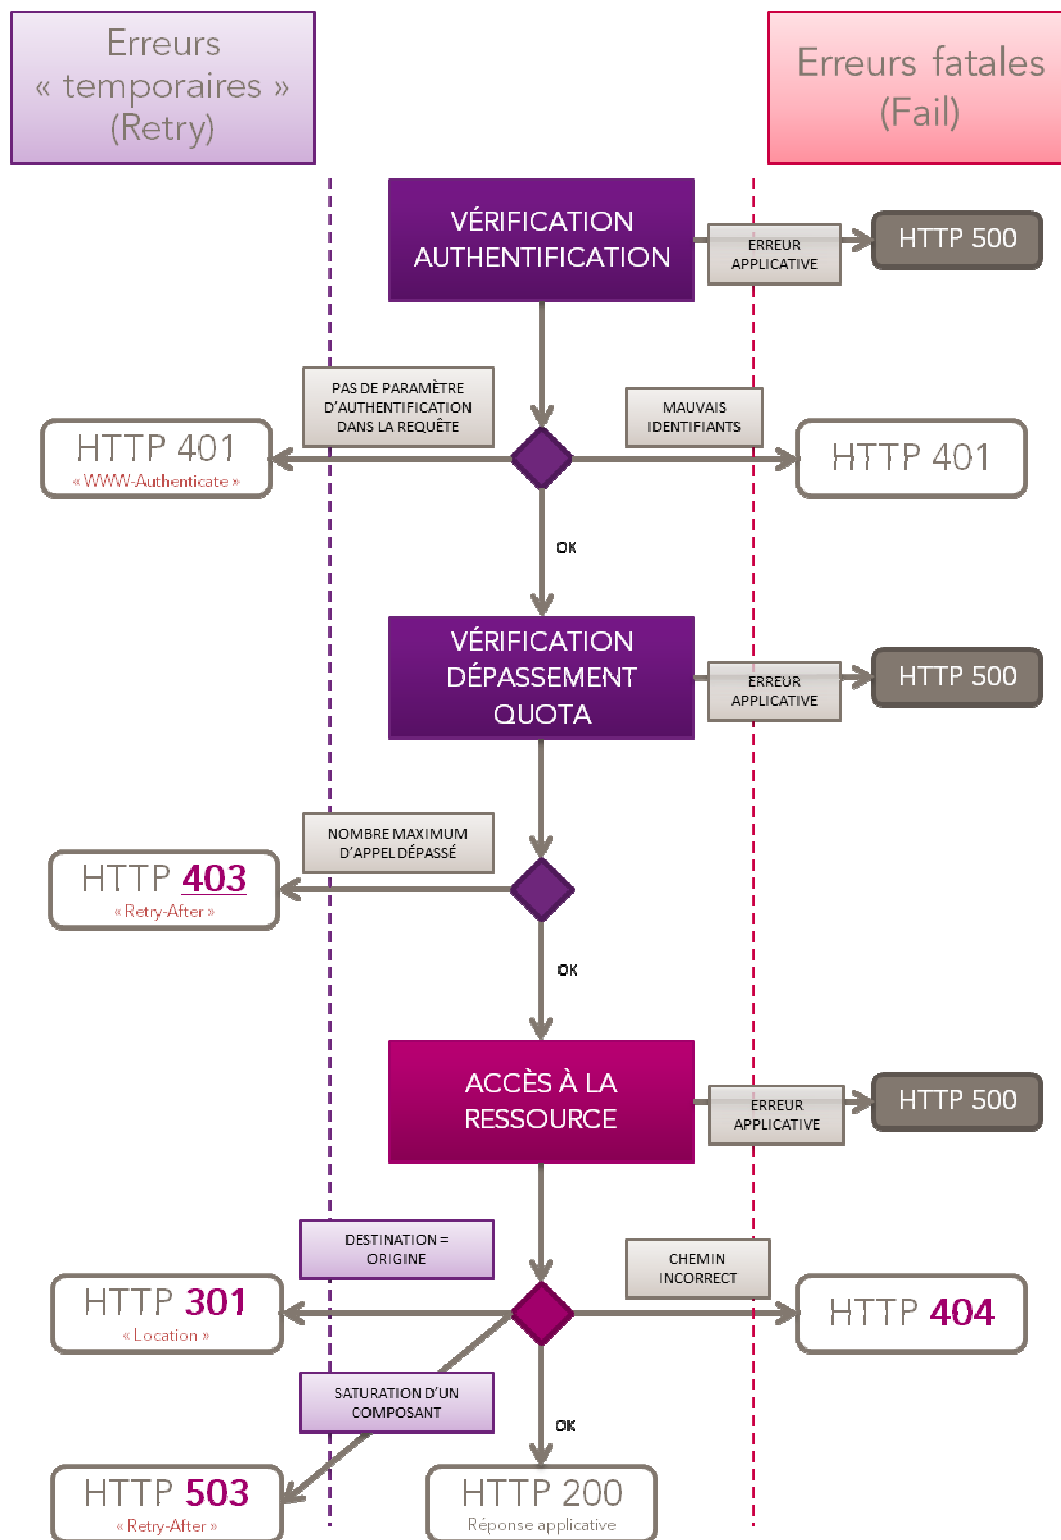 Erreurs
« temporaires »
(Retry)
Erreurs fatales
(Fail)
VÉRIFICATION
AUTHENTIFICATION
ERREUR
APPLICATIVE
HTTP 500
PAS DE PARAMÈTRE
D'AUTHENTIFICATION
DANS LA REQUÊTE
MAUVAIS
IDENTIFIANTS
HTTP 401
« WWW-Authenticate »
HTTP 401
OK
VÉRIFICATION
DÉPASSEMENT
QUOTA
ERREUR
APPLICATIVE
HTTP 500
NOMBRE MAXIMUM
D'APPEL DÉPASSÉ
HTTP 403
« Retry-After »
OK
ACCÈS À LA
RESSOURCE
ERREUR
APPLICATIVE
HTTP 500
DESTINATION =
ORIGINE
CHEMIN
INCORRECT
HTTP 301
« Location »
HTTP 404
SATURATION D'UN
COMPOSANT
OK
HTTP 503
« Retry-After »
HTTP 200
Réponse applicative